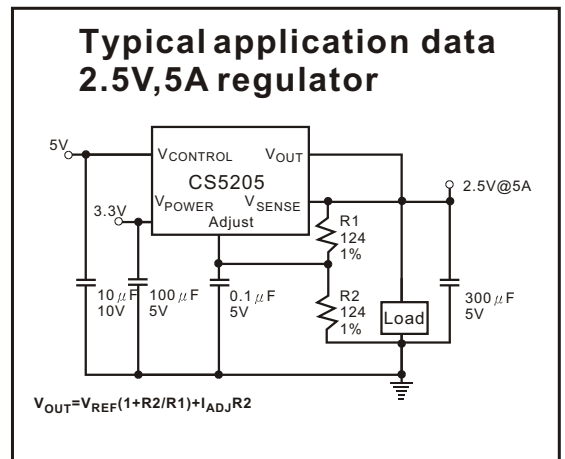 Typical application data
2.5V,5A regulator
5V
VCONTROL
VOUT
CS5205
2.5V@5A
3.3V
VPOWER
VSENSE
Adjust
R1
124
1%
10μF
10V
100μF
5V
0.1μF
5V
R2
124
1%
Load
300μF
5V
VOUT=VREF(1+R2/R1)+IADJR2